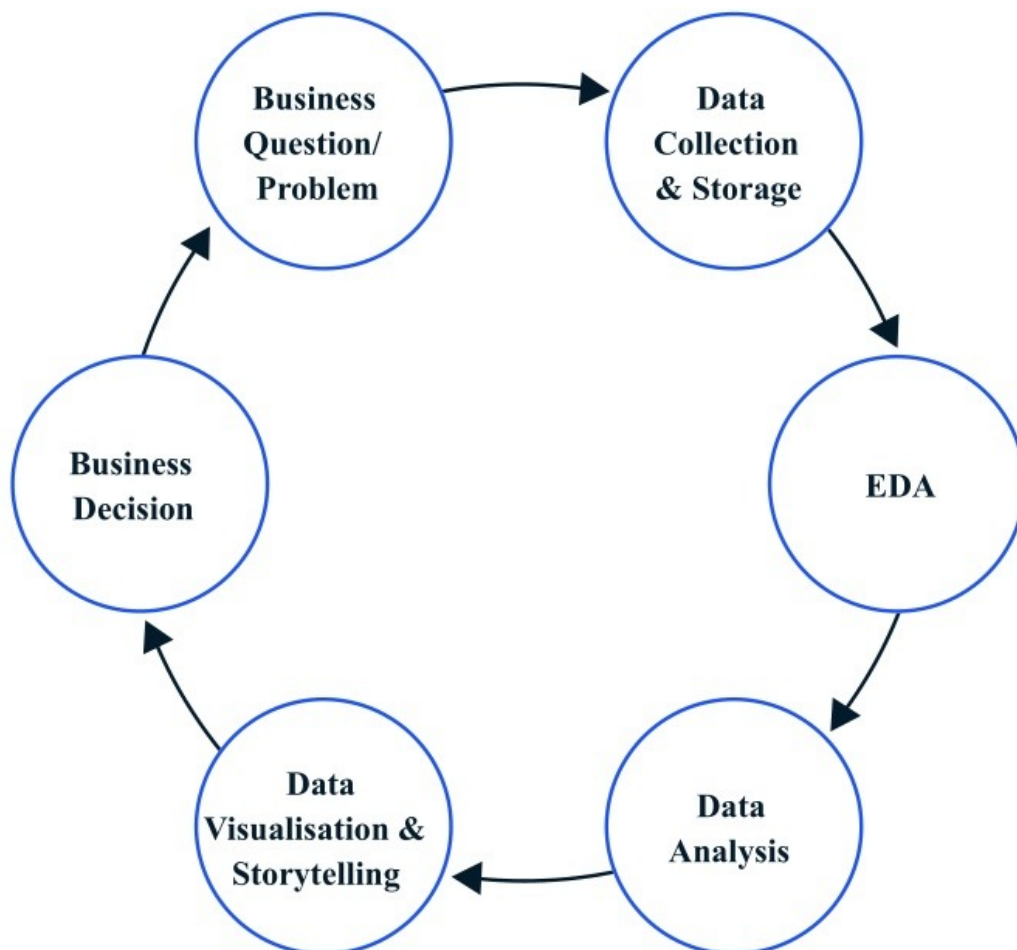 Business
Question/
Problem
Data
Collection
& Storage
EDA
Data
Analysis
Data
Visualisation &
Storytelling
Business
Decision